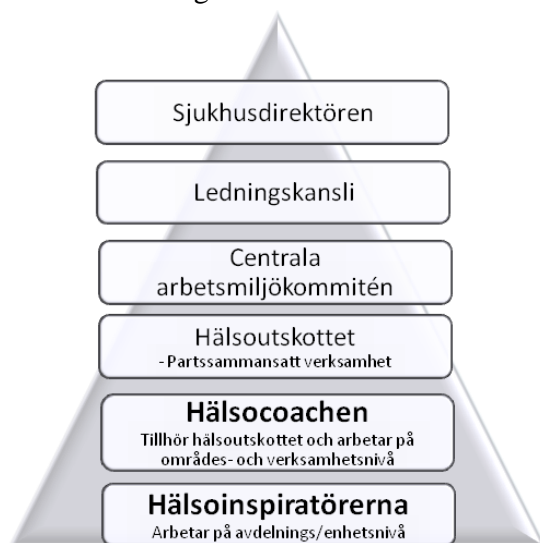 Sjukhusdirektören
Ledningskansli
Centrala
arbetsmiljökommitén
Hälsoutskottet
- Partssammansatt verksamhet
Hälsocoachen
Tillhör hälsoutskottet och arbetar på
områdes- och verksamhetsnivå
Hälsoinspiratörerna
Arbetar på avdelnings/enhetsnivå